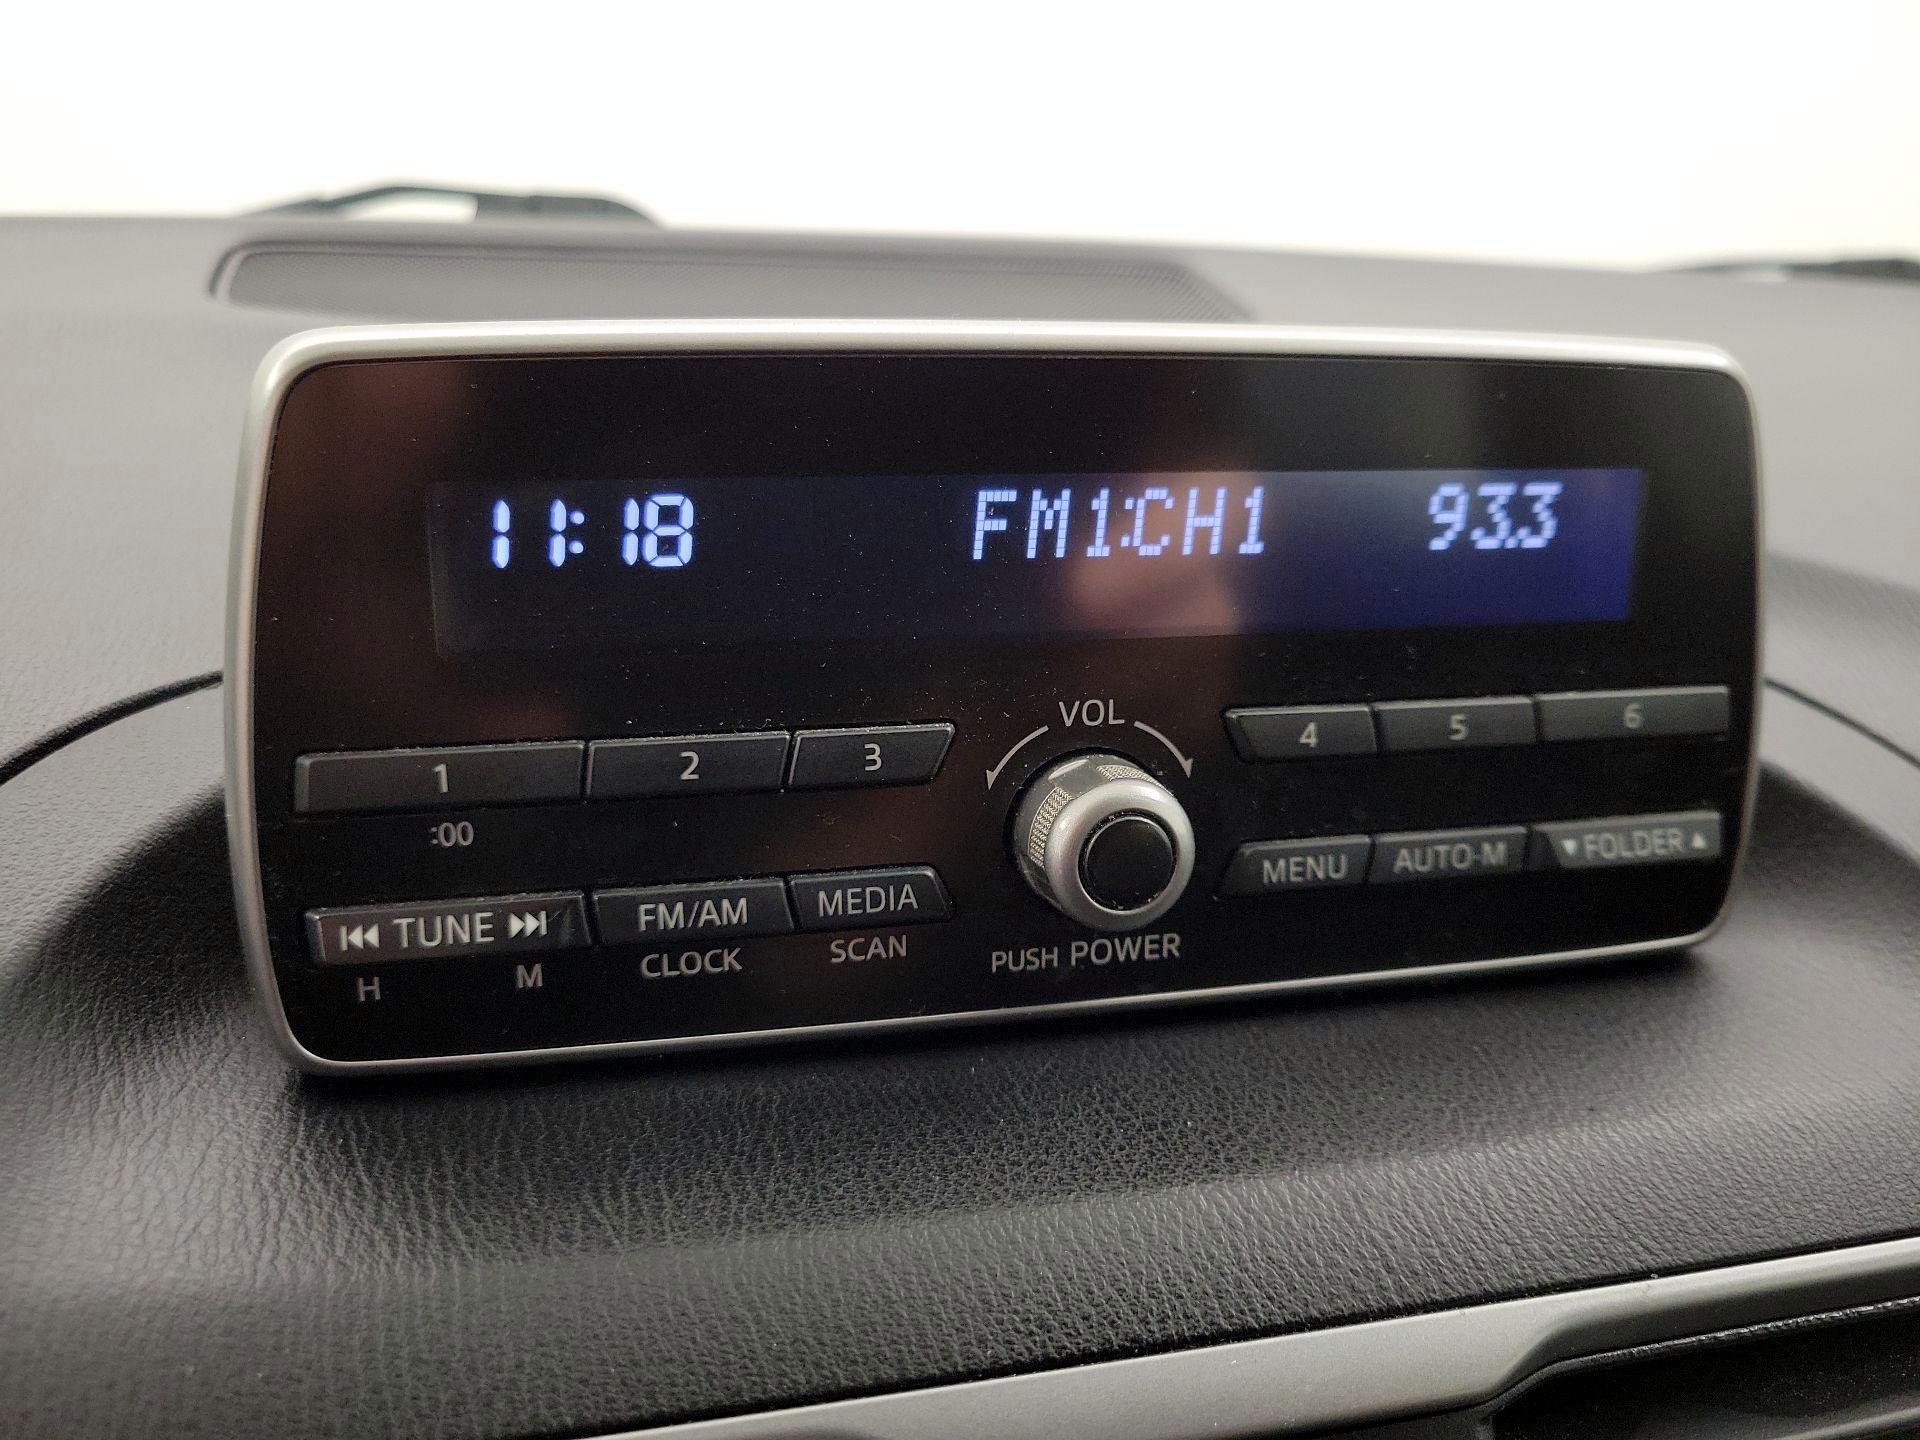 11:18 FM1:CH1 93.3
VOL
1 2 3 4 5 6
:00
⏮ TUNE ⏭ FM/AM MEDIA MENU AUTO-M ▼FOLDER▲
H M CLOCK SCAN PUSH POWER